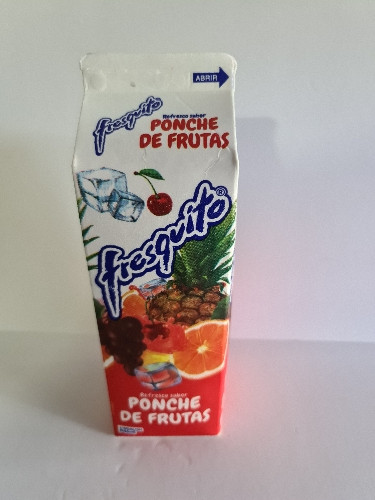 ABRIR
fresquito
Refresco sabor
PONCHE
DE FRUTAS
fresquito®
Refresco sabor
PONCHE
DE FRUTAS